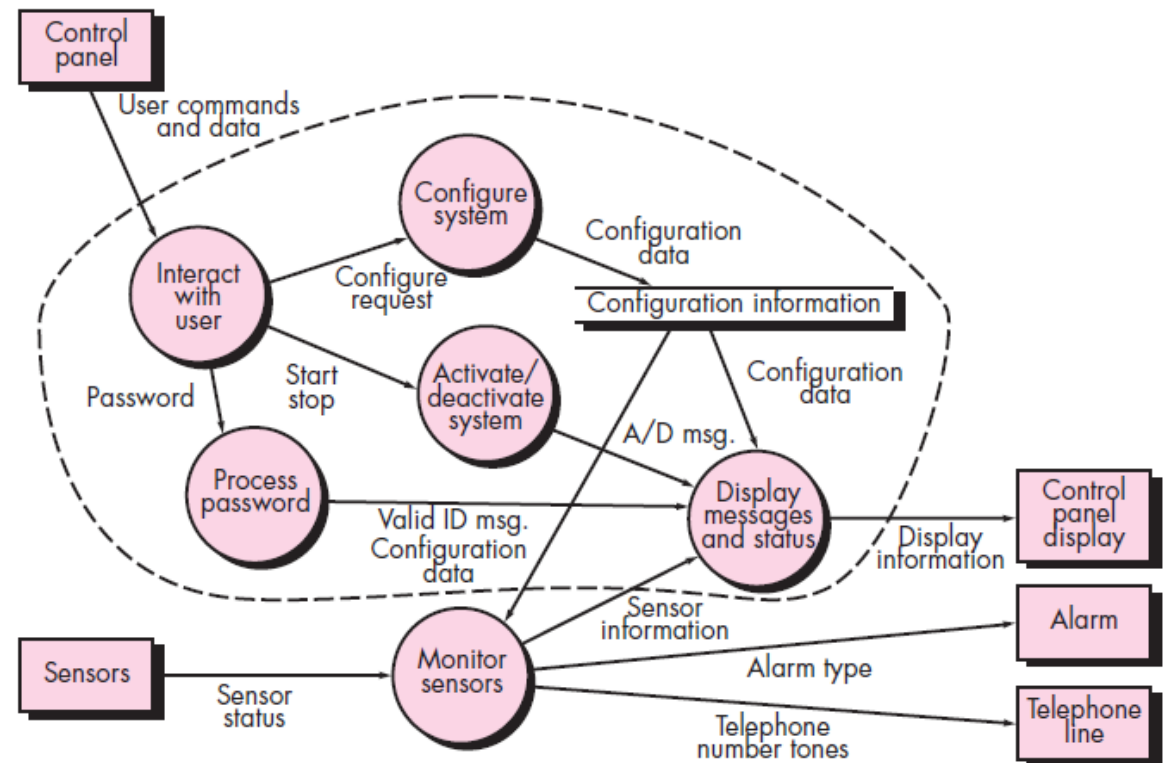 Control
panel
User commands
and data
Configure
system
Configuration
data
Interact
with
user
Configure
request
Configuration information
Password
Start
stop
Activate/
deactivate
system
Configuration
data
A/D msg.
Process
password
Valid ID msg.
Configuration
data
Display
messages
and status
Display
information
Control
panel
display
Sensor
information
Alarm
Sensors
Sensor
status
Monitor
sensors
Alarm type
Telephone
number tones
Telephone
line